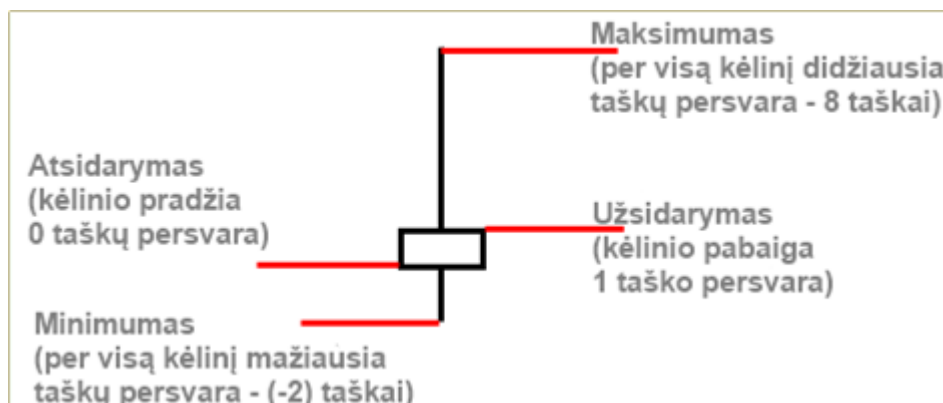 Maksimumas
(per visą kėlinį didžiausia
taškų persvara - 8 taškai)
Atsidarymas
(kėlinio pradžia
0 taškų persvara)
Užsidarymas
(kėlinio pabaiga
1 taško persvara)
Minimumas
(per visą kėlinį mažiausia
taškų persvara - (-2) taškai)